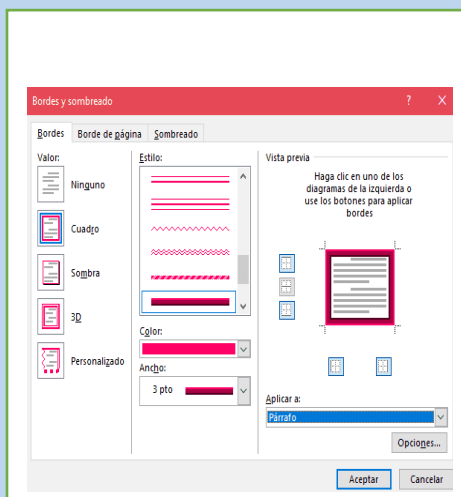 Bordes y sombreado
? X
Bordes Borde de página Sombreado
Valor:
Ninguno
Cuadro
Sombra
3D
Personalizado
Estilo:
Color:
Ancho:
3 pto
Vista previa
Haga clic en uno de los
diagramas de la izquierda o
use los botones para aplicar
bordes
Aplicar a:
Párrafo
Opciones...
Aceptar Cancelar